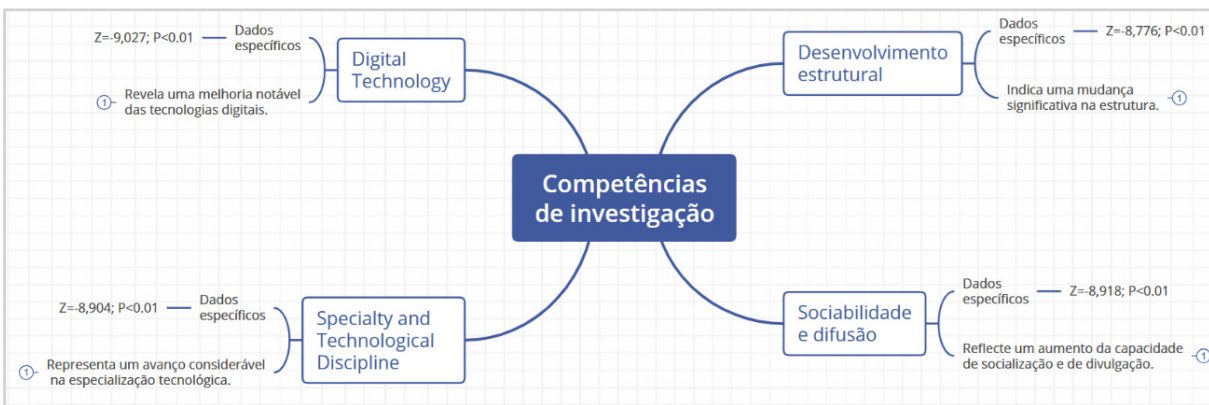 Z=-9,027; P<0.01
Dados
específicos
Digital
Technology
1
Revela uma melhoria notável
das tecnologias digitais.
Desenvolvimento
estrutural
Dados
específicos
Z=-8,776; P<0.01
Indica uma mudança
significativa na estrutura.
1
Competências
de investigação
Z=-8,904; P<0.01
Dados
específicos
Specialty and
Technological
Discipline
1
Representa um avanço considerável
na especialização tecnológica.
Sociabilidade
e difusão
Dados
específicos
Z=-8,918; P<0.01
Reflecte um aumento da capacidade
de socialização e de divulgação.
1